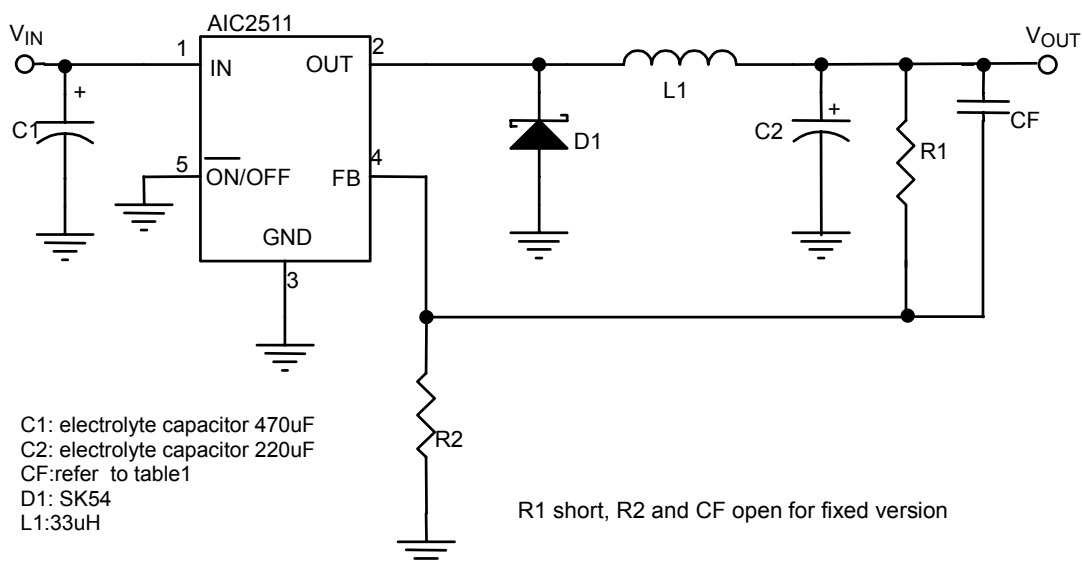 AIC2511
VIN
1
IN
OUT
2
VOUT
+
C1
L1
+
C2
D1
R1
CF
5
ON/OFF
FB
4
GND
3
R2
C1: electrolyte capacitor 470uF
C2: electrolyte capacitor 220uF
CF:refer to table1
D1: SK54
L1:33uH
R1 short, R2 and CF open for fixed version